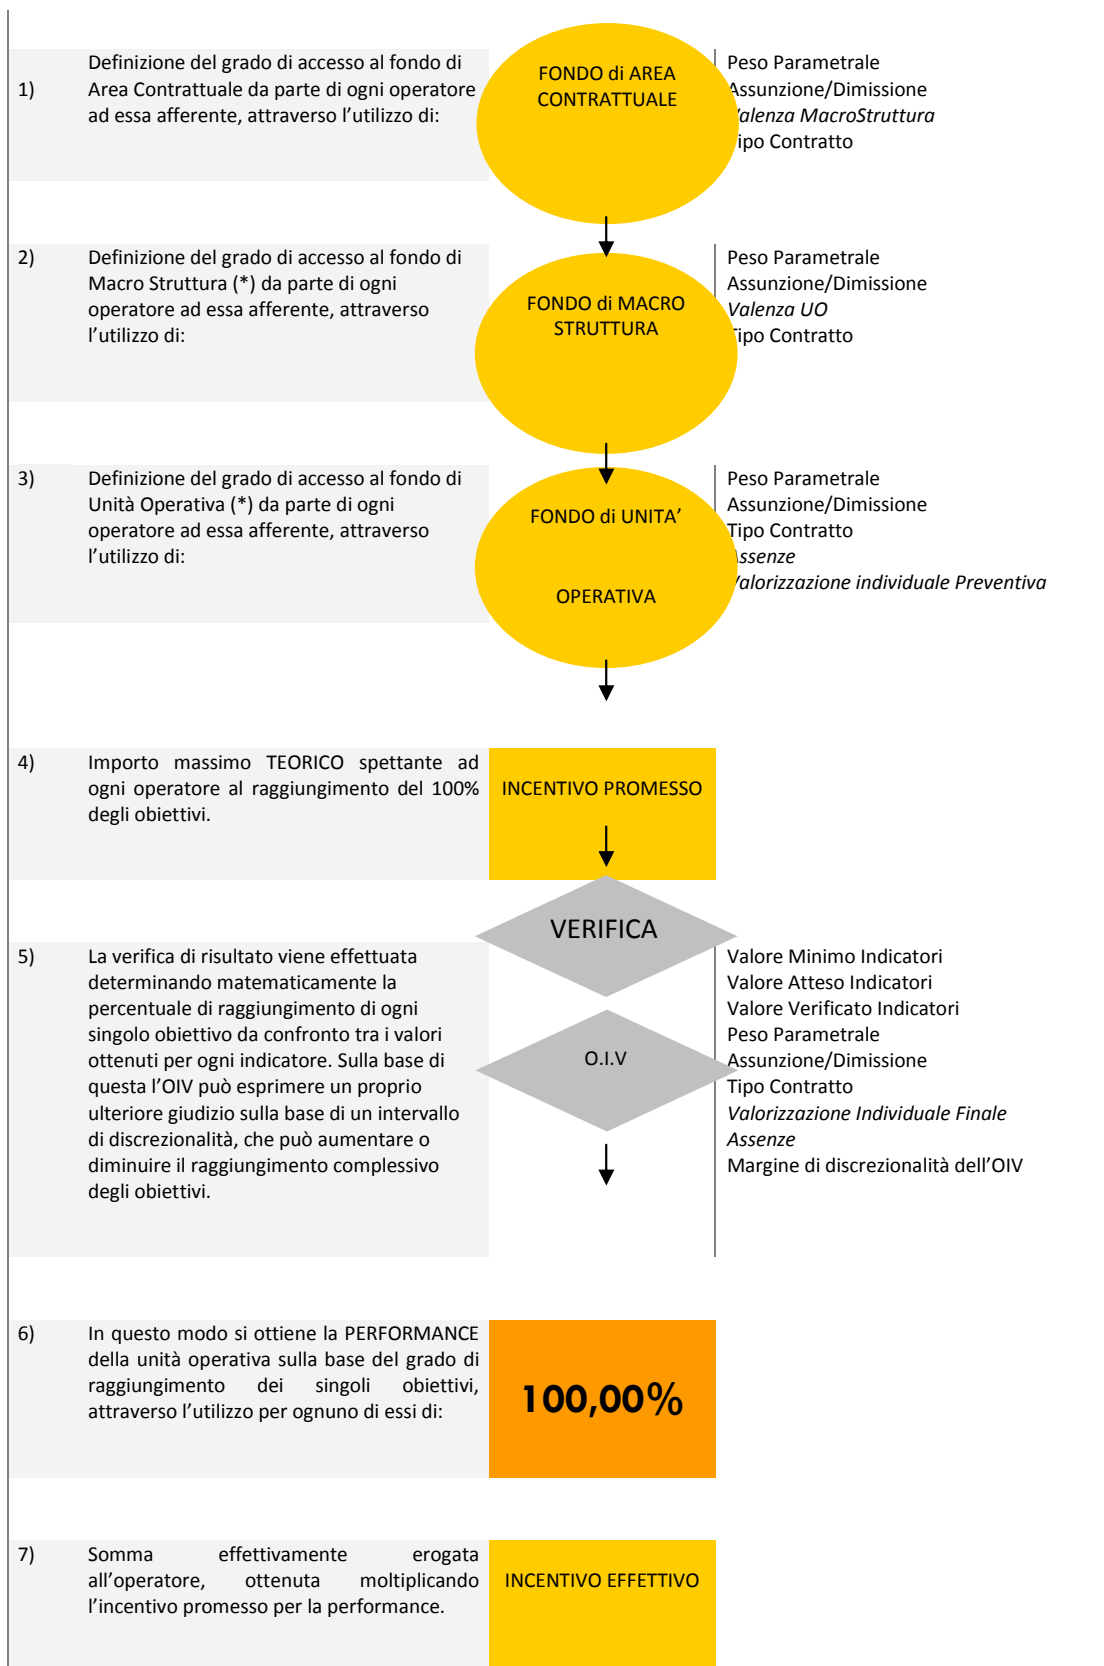 1)
Definizione del grado di accesso al fondo di
Area Contrattuale da parte di ogni operatore
ad essa afferente, attraverso l’utilizzo di:
FONDO di AREA
CONTRATTUALE
Peso Parametrale
Assunzione/Dimissione
Valenza MacroStruttura
Tipo Contratto
2)
Definizione del grado di accesso al fondo di
Macro Struttura (*) da parte di ogni
operatore ad essa afferente, attraverso
l’utilizzo di:
FONDO di MACRO
STRUTTURA
Peso Parametrale
Assunzione/Dimissione
Valenza UO
Tipo Contratto
3)
Definizione del grado di accesso al fondo di
Unità Operativa (*) da parte di ogni
operatore ad essa afferente, attraverso
l’utilizzo di:
FONDO di UNITA’
OPERATIVA
Peso Parametrale
Assunzione/Dimissione
Tipo Contratto
Assenze
Valorizzazione individuale Preventiva
4)
Importo massimo TEORICO spettante ad
ogni operatore al raggiungimento del 100%
degli obiettivi.
INCENTIVO PROMESSO
VERIFICA
5)
La verifica di risultato viene effettuata
determinando matematicamente la
percentuale di raggiungimento di ogni
singolo obiettivo da confronto tra i valori
ottenuti per ogni indicatore. Sulla base di
questa l’OIV può esprimere un proprio
ulteriore giudizio sulla base di un intervallo
di discrezionalità, che può aumentare o
diminuire il raggiungimento complessivo
degli obiettivi.
O.I.V
Valore Minimo Indicatori
Valore Atteso Indicatori
Valore Verificato Indicatori
Peso Parametrale
Assunzione/Dimissione
Tipo Contratto
Valorizzazione Individuale Finale
Assenze
Margine di discrezionalità dell’OIV
6)
In questo modo si ottiene la PERFORMANCE
della unità operativa sulla base del grado di
raggiungimento dei singoli obiettivi,
attraverso l’utilizzo per ognuno di essi di:
100,00%
7)
Somma effettivamente erogata
all’operatore, ottenuta moltiplicando
l’incentivo promesso per la performance.
INCENTIVO EFFETTIVO